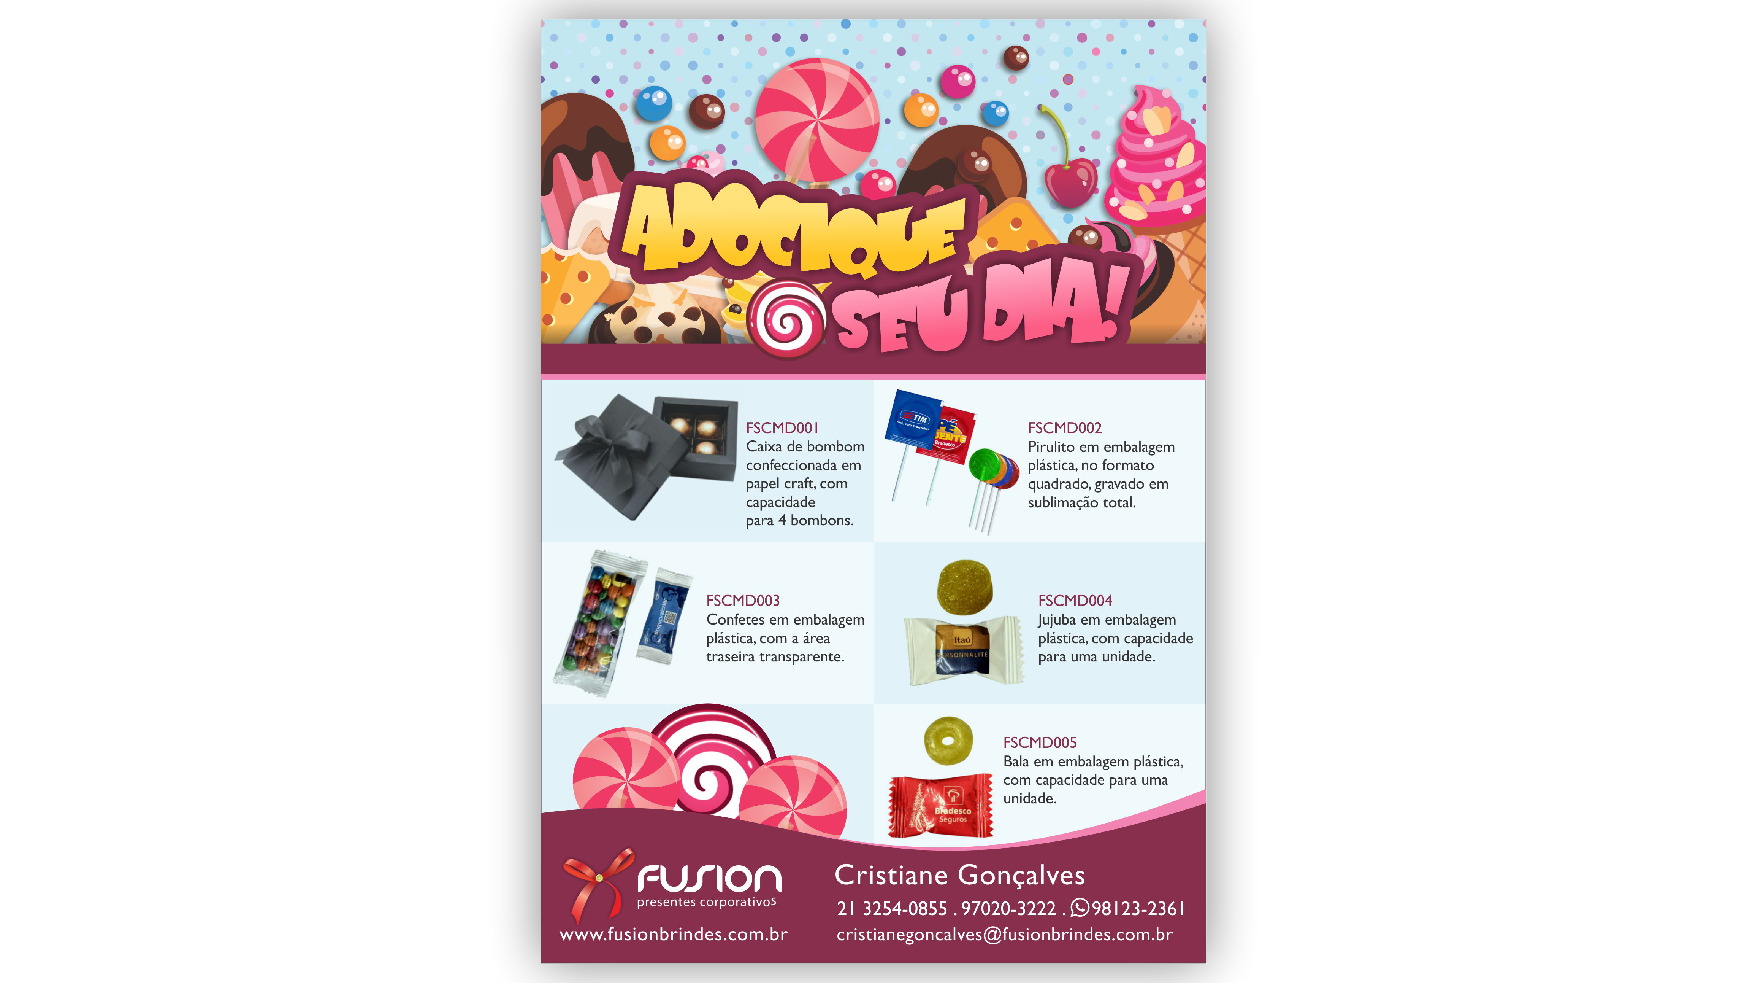 ADOCIQUE
SEU DIA!
FSCMD001
Caixa de bombom
confeccionada em
papel craft, com
capacidade
para 4 bombons.
TIM
FSCMD002
Pirulito em embalagem
plástica, no formato
quadrado, gravado em
sublimação total.
FSCMD003
Confetes em embalagem
plástica, com a área
traseira transparente.
Itaú
PERSONNALITÉ
FSCMD004
Jujuba em embalagem
plástica, com capacidade
para uma unidade.
Bradesco
Seguros
FSCMD005
Bala em embalagem plástica,
com capacidade para uma
unidade.
FUSION
presentes corporativos
www.fusionbrindes.com.br
Cristiane Gonçalves
21 3254-0855 . 97020-3222 . 98123-2361
cristianegoncalves@fusionbrindes.com.br